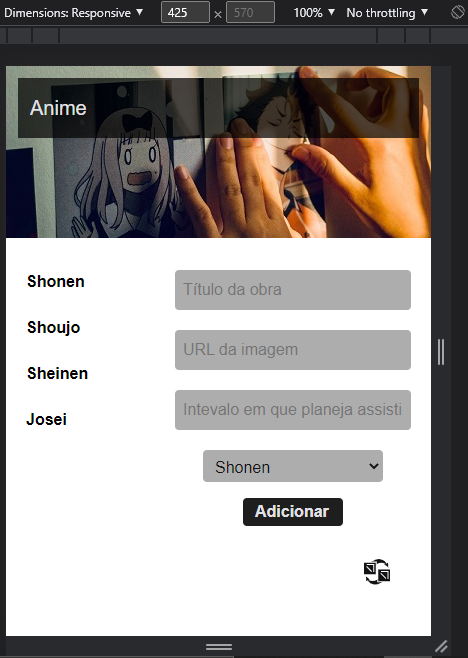 Dimensions: Responsive ▼ 425 × 570 100% ▼ No throttling ▼
Anime
Shonen
Shoujo
Sheinen
Josei
Título da obra
URL da imagem
Intevalo em que planeja assisti
Shonen
Adicionar